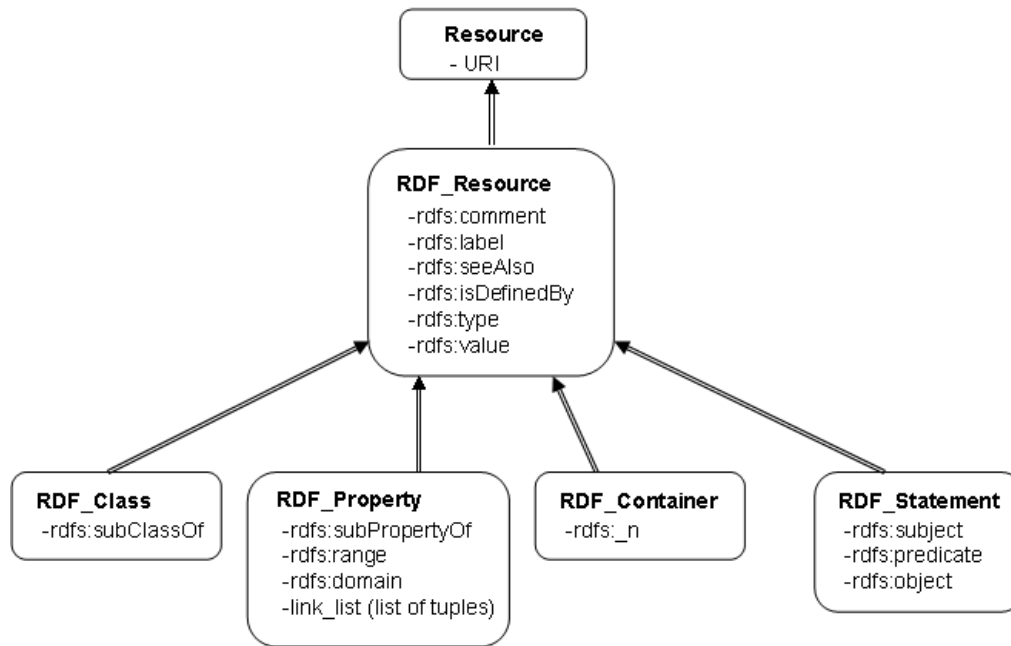 Resource
- URI
RDF_Resource
-rdfs:comment
-rdfs:label
-rdfs:seeAlso
-rdfs:isDefinedBy
-rdfs:type
-rdfs:value
RDF_Class
-rdfs:subClassOf
RDF_Property
-rdfs:subPropertyOf
-rdfs:range
-rdfs:domain
-link_list (list of tuples)
RDF_Container
-rdfs:_n
RDF_Statement
-rdfs:subject
-rdfs:predicate
-rdfs:object